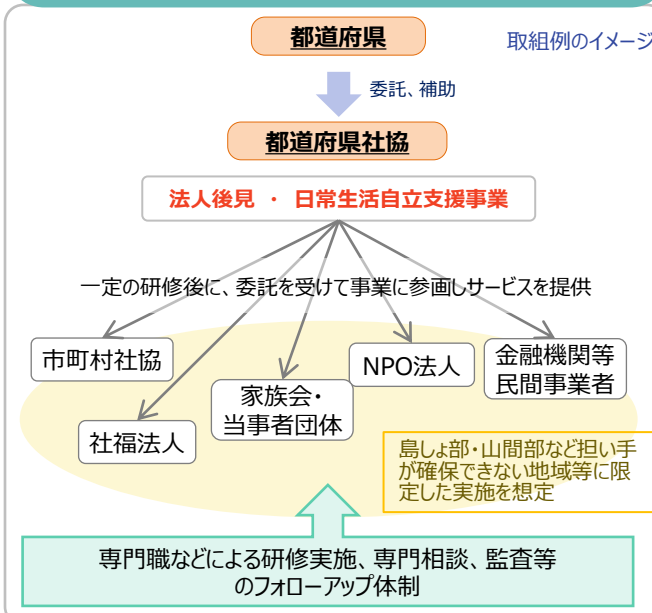 都道府県
取組例のイメージ
委託、補助
都道府県社協
法人後見 ・ 日常生活自立支援事業
一定の研修後に、委託を受けて事業に参画しサービスを提供
市町村社協
社福法人
家族会・
当事者団体
NPO法人
金融機関等
民間事業者
島しょ部・山間部など担い手
が確保できない地域等に限
定した実施を想定
専門職などによる研修実施、専門相談、監査等
のフォローアップ体制